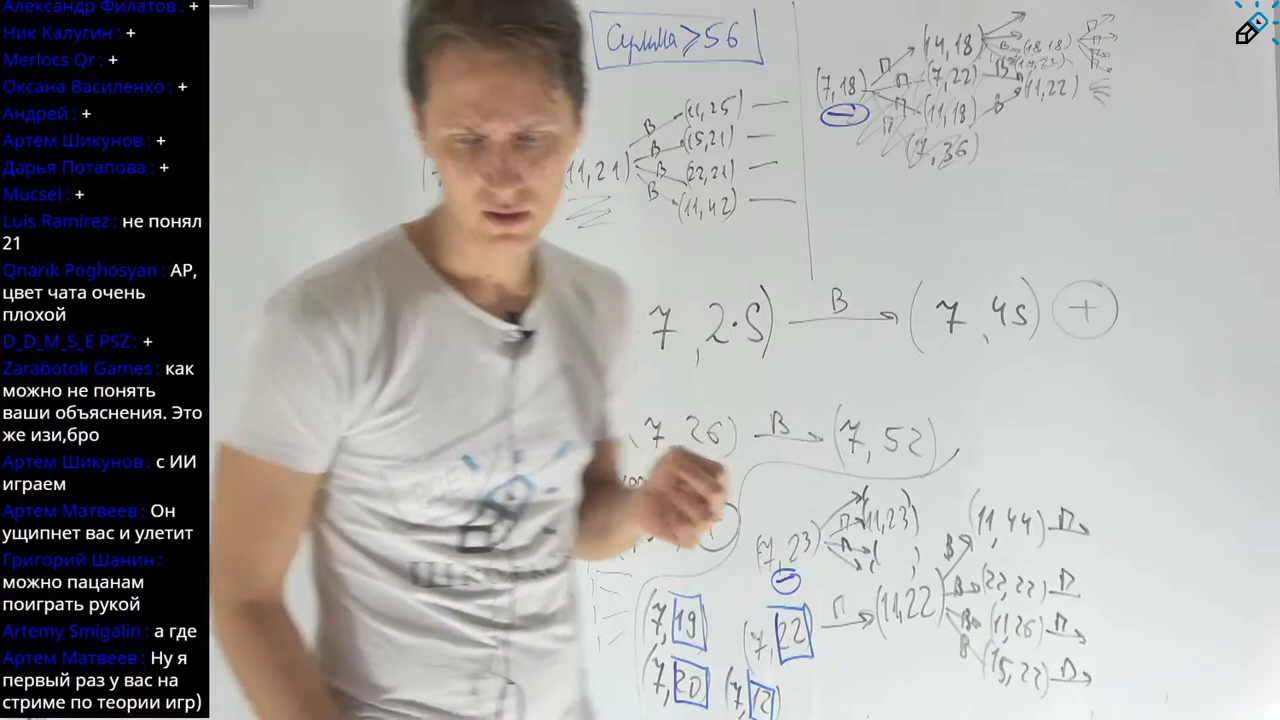 Александр Филатов : +
Ник Калугин : +
Merlocs Qr : +
Оксана Василенко : +
Андрей : +
Артем Шикунов : +
Дарья Потапова : +
Mucsel : +
Luis Ramirez : не понял
21
Qnarik Poghosyan : АР,
цвет чата очень
плохой
D_D_M_S_E PSZ : +
Zarabotok Games : как
можно не понять
ваши объяснения. Это
же изи,бро
Артем Шикунов : с ИИ
играем
Артем Матвеев : Он
ущипнет вас и улетит
Григорий Шанин :
можно пацанам
поиграть рукой
Artemy Smigalin : а где
Артем Матвеев : Ну я
первый раз у вас на
стриме по теории игр)
Сумма ≥ 56
(11,21)
В (11,25)
В (15,21)
В (22,21)
В (11,42)
(7,18)
П (14,18)
П (7,22) В (11,22)
П (11,18) В
П (7,36)
(18,18) П
7, 2·S) В (7, 4S) +
7, 26) В (7, 52)
(7,23) П (11,23)
П
(7,22) П (11,22)
В (11,44) П
В (22,22) П
В (11,26) П
В (15,22) П
(7,19)
(7,20) (7,12)